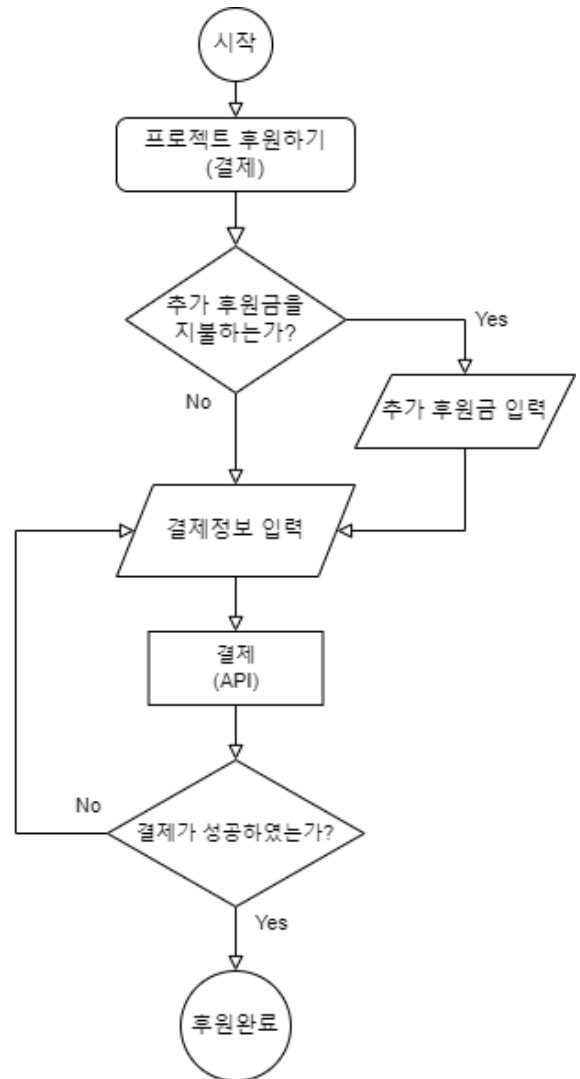 시작
프로젝트 후원하기
(결제)
추가 후원금을
지불하는가?
Yes
No
추가 후원금 입력
결제정보 입력
결제
(API)
No
결제가 성공하였는가?
Yes
후원완료